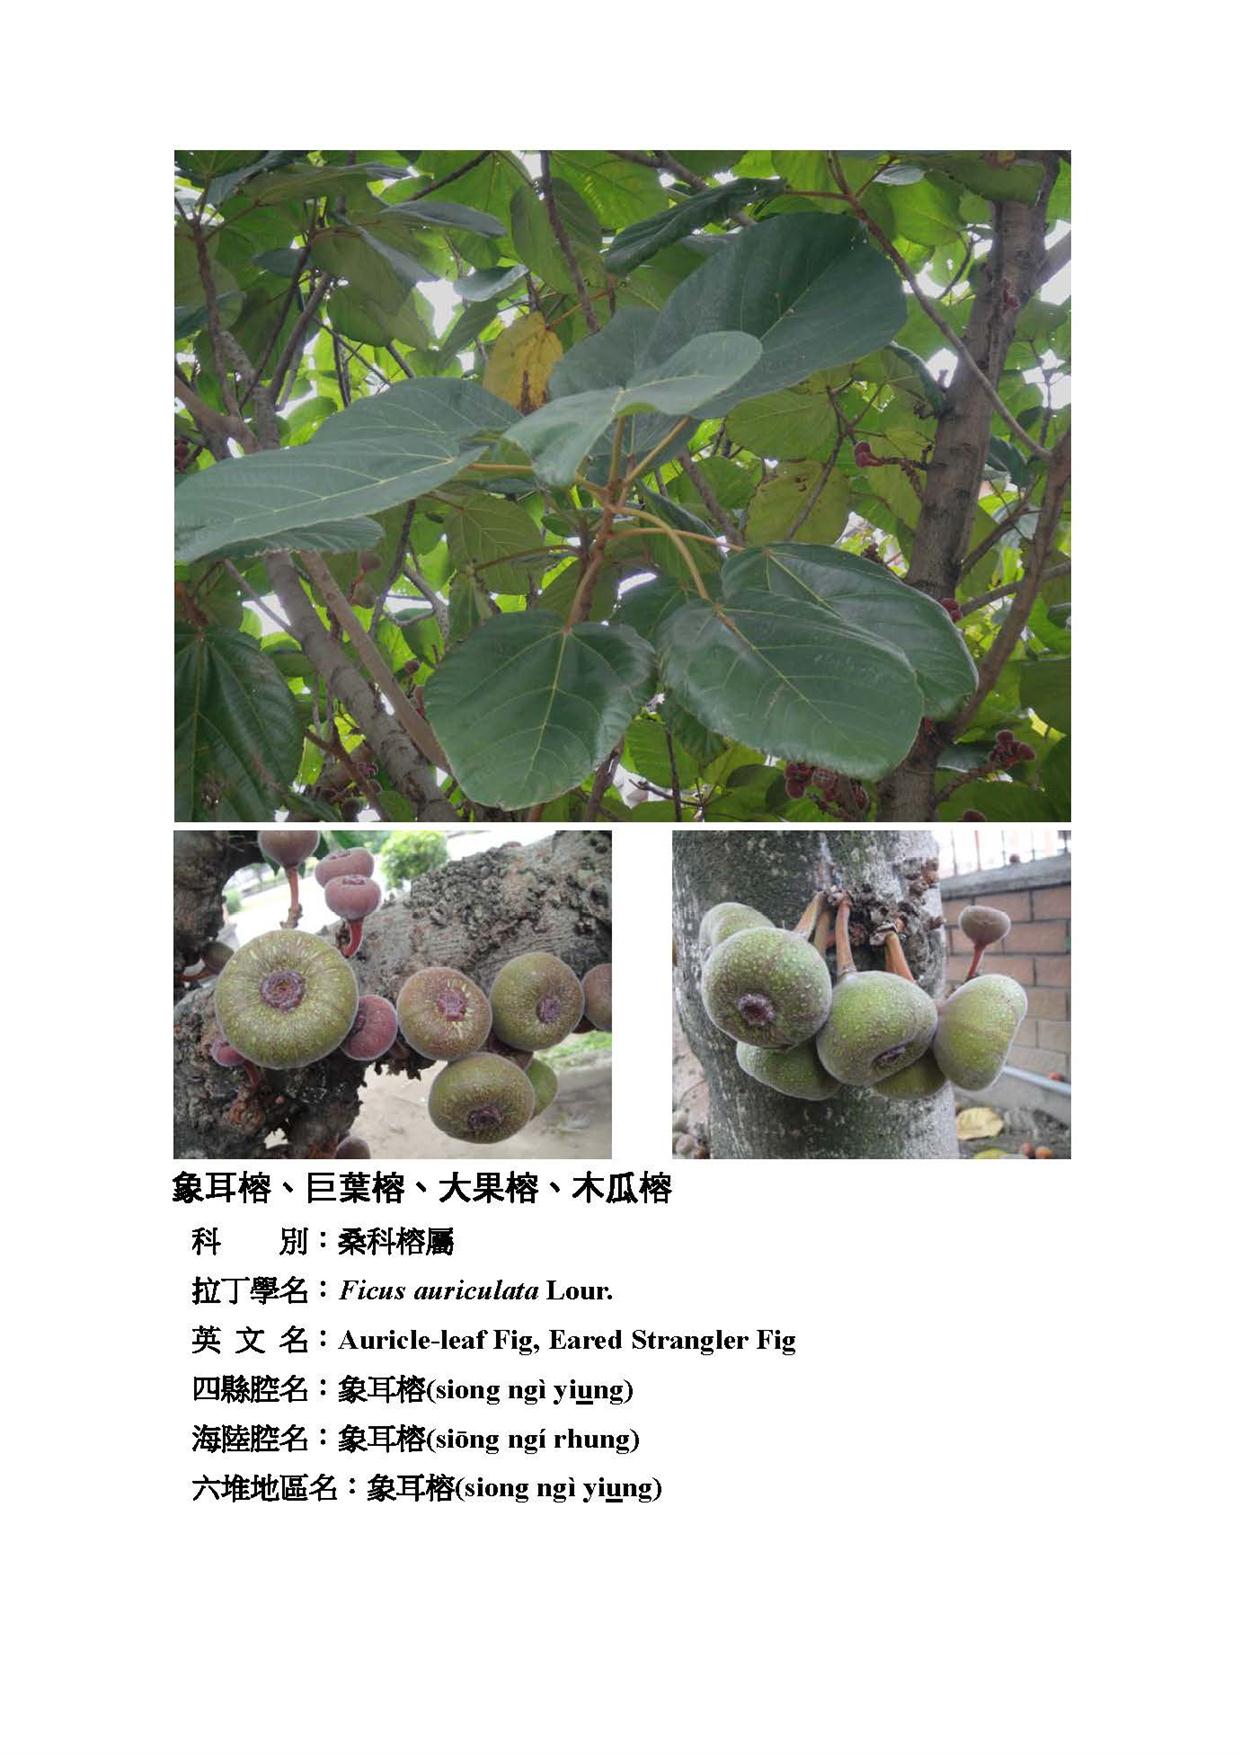 象耳榕、巨葉榕、大果榕、木瓜榕
科　　別：桑科榕屬
拉丁學名：Ficus auriculata Lour.
英 文 名：Auricle-leaf Fig, Eared Strangler Fig
四縣腔名：象耳榕(siong ngì yiung)
海陸腔名：象耳榕(siōng ngí rhung)
六堆地區名：象耳榕(siong ngì yiung)